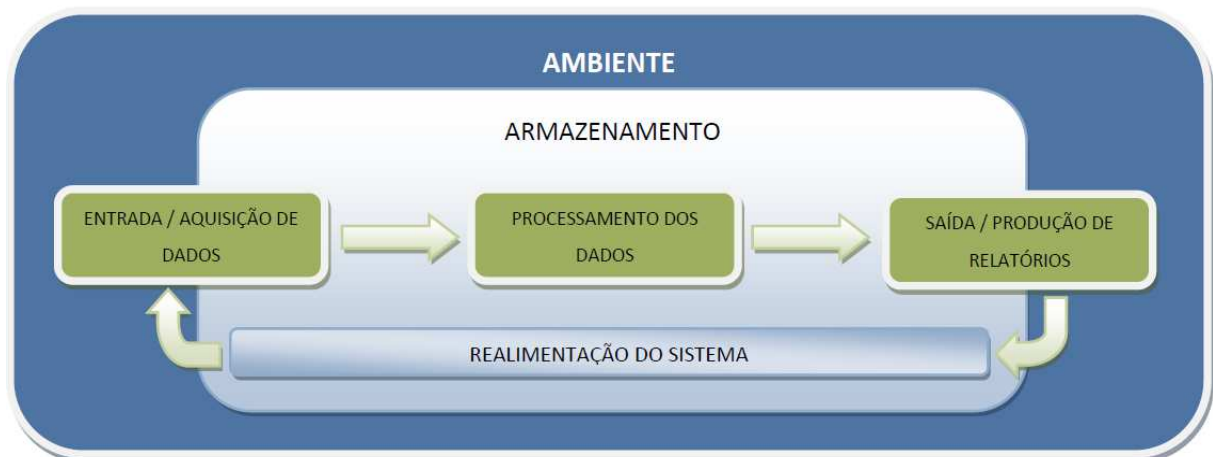 AMBIENTE
ARMAZENAMENTO
ENTRADA / AQUISIÇÃO DE
DADOS
PROCESSAMENTO DOS
DADOS
SAÍDA / PRODUÇÃO DE
RELATÓRIOS
REALIMENTAÇÃO DO SISTEMA